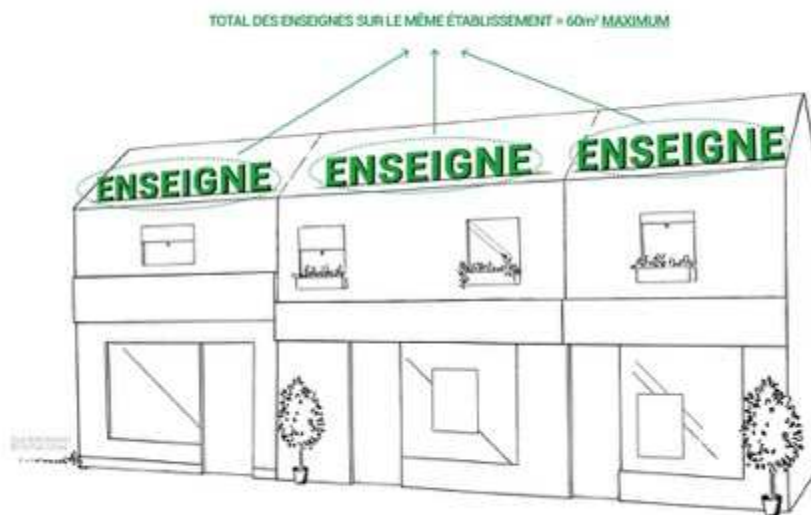 TOTAL DES ENSEIGNES SUR LE MÊME ÉTABLISSEMENT = 60m² MAXIMUM
ENSEIGNE
ENSEIGNE
ENSEIGNE